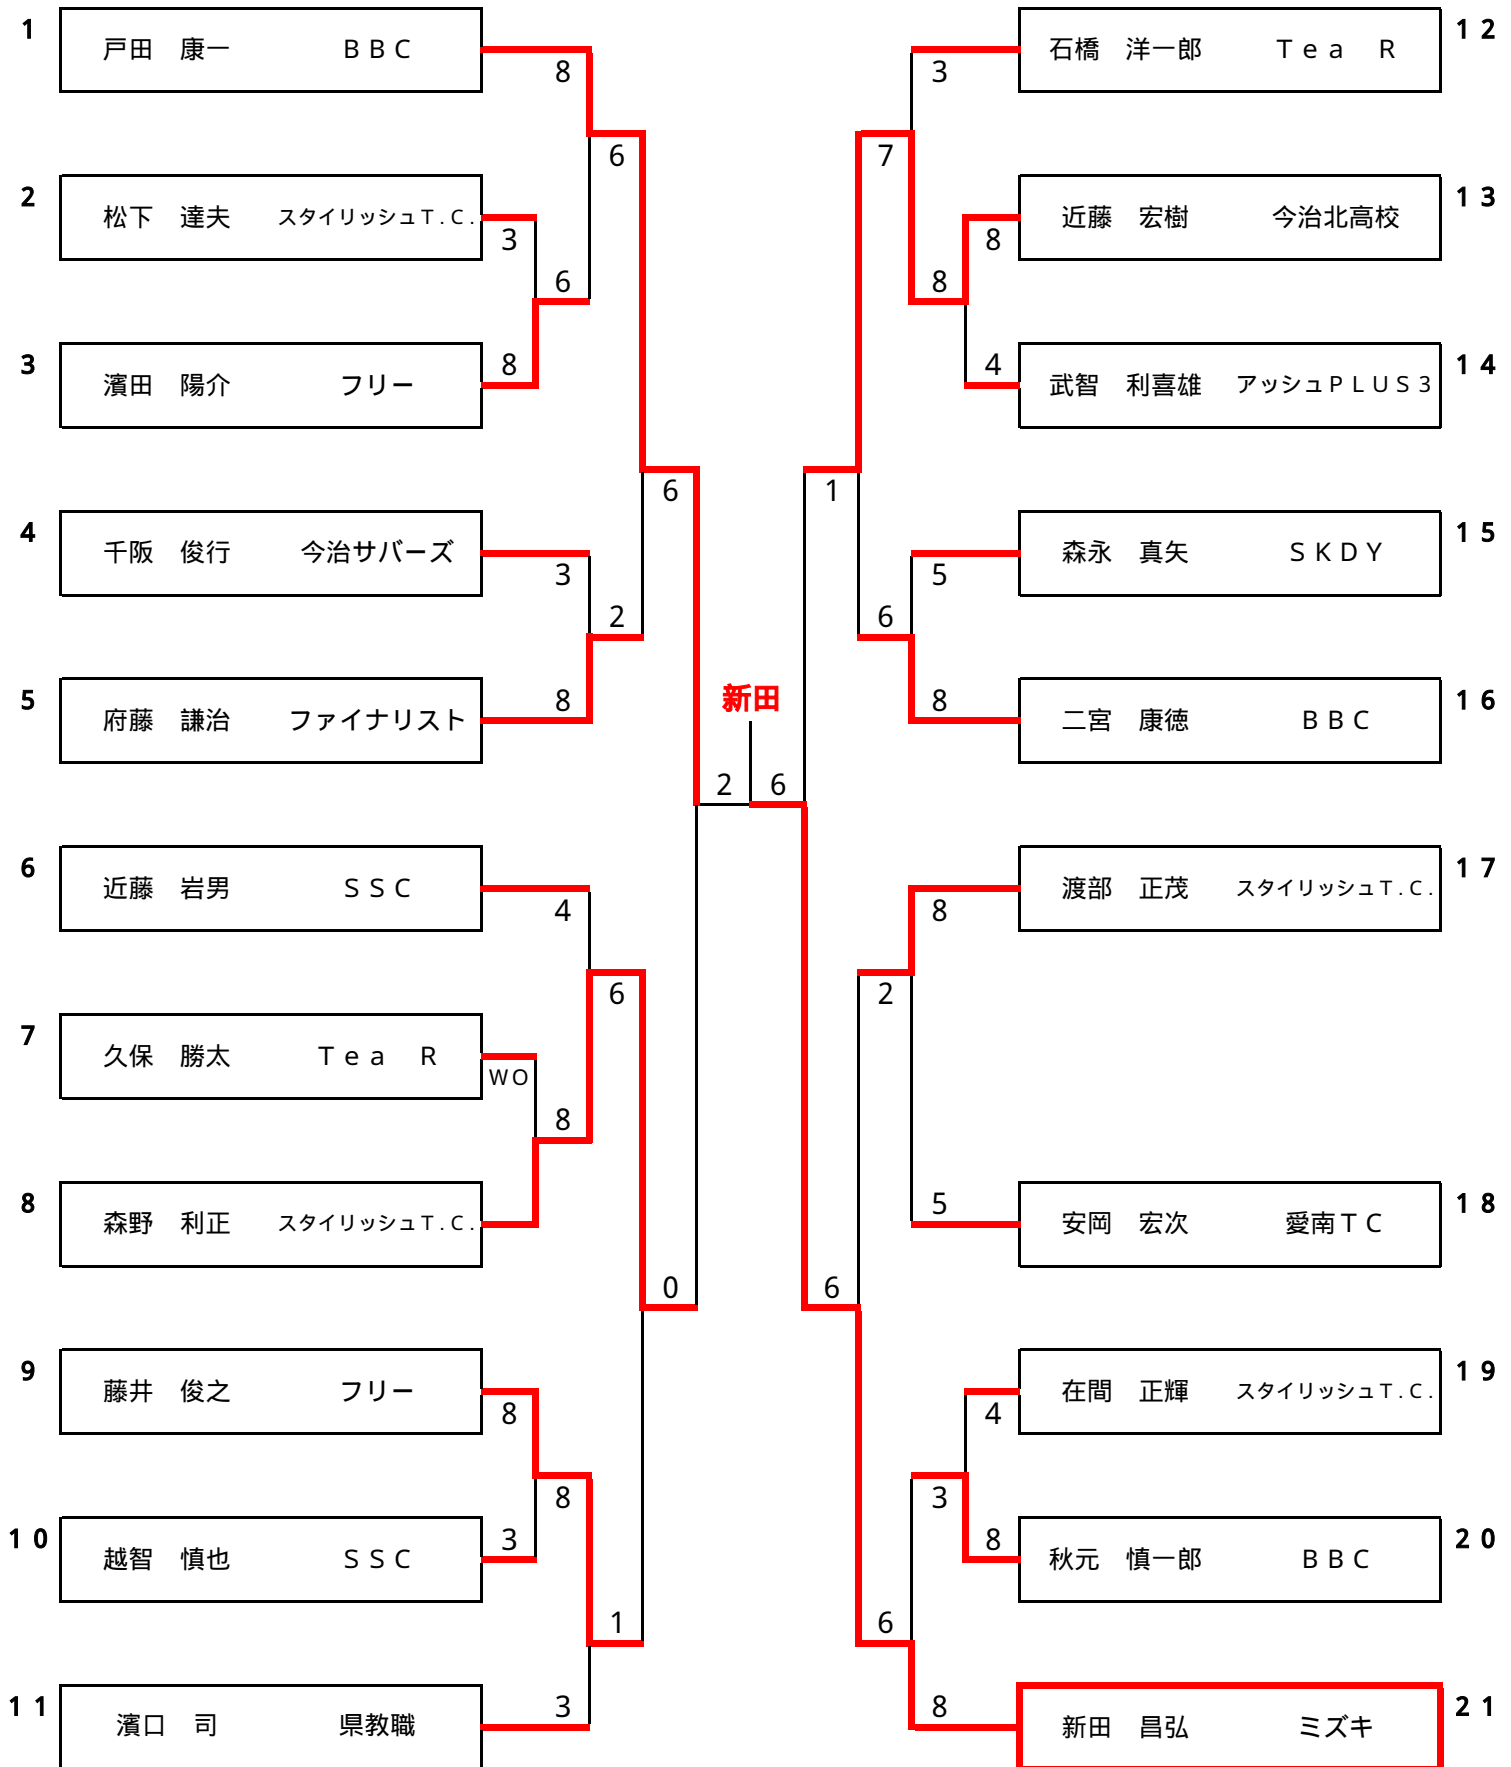 1 戸田　康一 ＢＢＣ
8
6
2 松下　達夫 スタイリッシュＴ.Ｃ.
3
6
3 濱田　陽介 フリー
8
6
4 千阪　俊行 今治サバーズ
3
2
5 府藤　謙治 ファイナリスト
8
6 近藤　岩男 ＳＳＣ
4
6
7 久保　勝太 Ｔｅａ　Ｒ
WO
8
8 森野　利正 スタイリッシュＴ.Ｃ.
0
9 藤井　俊之 フリー
8
8
10 越智　慎也 ＳＳＣ
3
1
11 濱口　司 県教職
3
新田
2 6
石橋　洋一郎 Ｔｅａ　Ｒ 12
3
7
近藤　宏樹 今治北高校 13
8
8
武智　利喜雄 アッシュＰＬＵＳ３ 14
4
1
森永　真矢 ＳＫＤＹ 15
5
6
二宮　康徳 ＢＢＣ 16
8
渡部　正茂 スタイリッシュＴ.Ｃ. 17
8
2
安岡　宏次 愛南ＴＣ 18
5
6
在間　正輝 スタイリッシュＴ.Ｃ. 19
4
3
秋元　慎一郎 ＢＢＣ 20
8
6
新田　昌弘 ミズキ 21
8